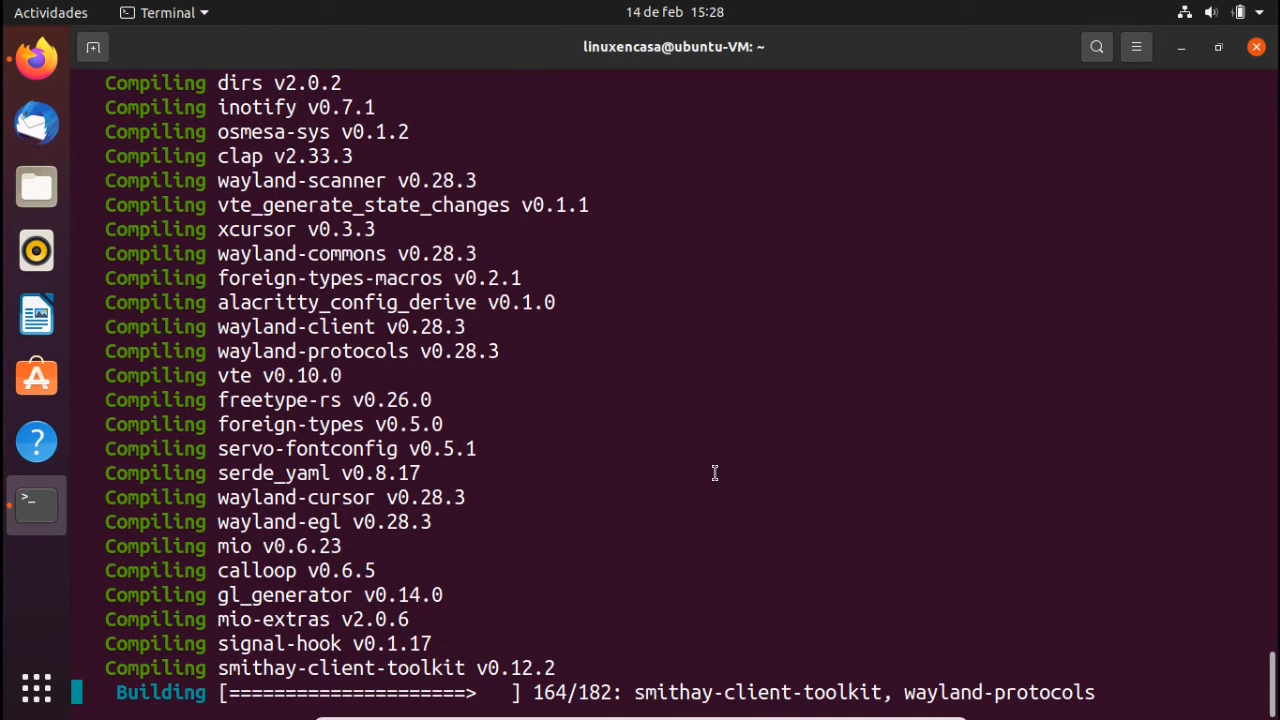 Actividades
Terminal
14 de feb 15:28
linuxencasa@ubuntu-VM: ~
Compiling dirs v2.0.2
Compiling inotify v0.7.1
Compiling osmesa-sys v0.1.2
Compiling clap v2.33.3
Compiling wayland-scanner v0.28.3
Compiling vte_generate_state_changes v0.1.1
Compiling xcursor v0.3.3
Compiling wayland-commons v0.28.3
Compiling foreign-types-macros v0.2.1
Compiling alacritty_config_derive v0.1.0
Compiling wayland-client v0.28.3
Compiling wayland-protocols v0.28.3
Compiling vte v0.10.0
Compiling freetype-rs v0.26.0
Compiling foreign-types v0.5.0
Compiling servo-fontconfig v0.5.1
Compiling serde_yaml v0.8.17
Compiling wayland-cursor v0.28.3
Compiling wayland-egl v0.28.3
Compiling mio v0.6.23
Compiling calloop v0.6.5
Compiling gl_generator v0.14.0
Compiling mio-extras v2.0.6
Compiling signal-hook v0.1.17
Compiling smithay-client-toolkit v0.12.2
Building [=====================>   ] 164/182: smithay-client-toolkit, wayland-protocols